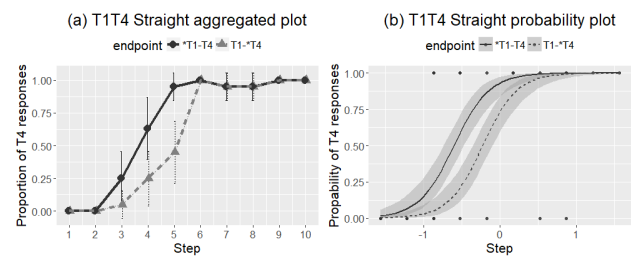 (a) T1T4 Straight aggregated plot
endpoint *T1-T4 T1-*T4
Proportion of T4 responses
1.00
0.75
0.50
0.25
0.00
1 2 3 4 5 6 7 8 9 10
Step
(b) T1T4 Straight probability plot
endpoint *T1-T4 T1-*T4
Propability of T4 responses
1.00
0.75
0.50
0.25
0.00
-1 0 1
Step